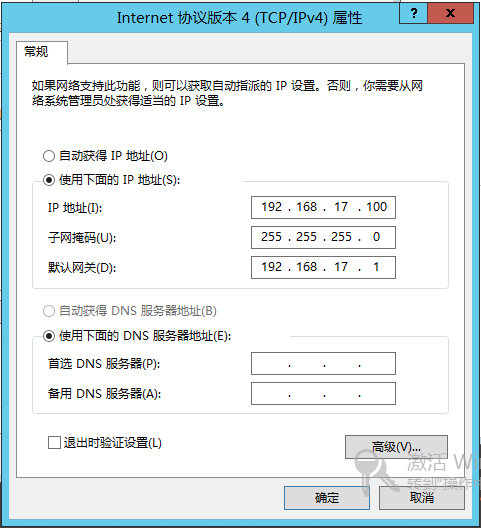 Internet 协议版本 4 (TCP/IPv4) 属性
? x
常规
如果网络支持此功能，则可以获取自动指派的 IP 设置。否则，你需要从网
络系统管理员处获得适当的 IP 设置。
自动获得 IP 地址(O)
使用下面的 IP 地址(S):
IP 地址(I): 192 . 168 . 17 . 100
子网掩码(U): 255 . 255 . 255 . 0
默认网关(D): 192 . 168 . 17 . 1
自动获得 DNS 服务器地址(B)
使用下面的 DNS 服务器地址(E):
首选 DNS 服务器(P): . . .
备用 DNS 服务器(A): . . .
退出时验证设置(L)
高级(V)...
激活 W
转到"操作
确定 取消